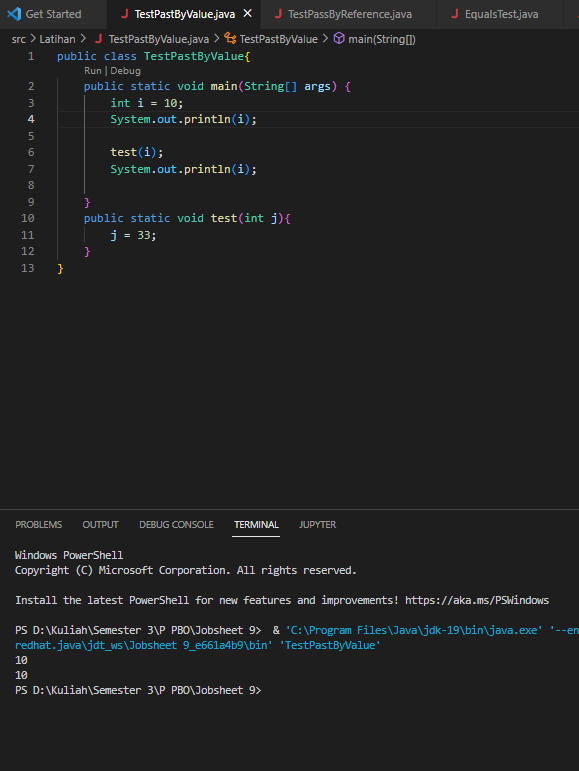 Get Started TestPastByValue.java TestPassByReference.java EqualsTest.java
src > Latihan > TestPastByValue.java > TestPastByValue > main(String[])
1 public class TestPastByValue{
Run | Debug
2 public static void main(String[] args) {
3 int i = 10;
4 System.out.println(i);
5
6 test(i);
7 System.out.println(i);
8
9 }
10 public static void test(int j){
11 j = 33;
12 }
13 }
PROBLEMS OUTPUT DEBUG CONSOLE TERMINAL JUPYTER
Windows PowerShell
Copyright (C) Microsoft Corporation. All rights reserved.
Install the latest PowerShell for new features and improvements! https://aka.ms/PSWindows
PS D:\Kuliah\Semester 3\P PBO\Jobsheet 9> & 'C:\Program Files\Java\jdk-19\bin\java.exe' '--en
redhat.java\jdt_ws\Jobsheet 9_e661a4b9\bin' 'TestPastByValue'
10
10
PS D:\Kuliah\Semester 3\P PBO\Jobsheet 9>